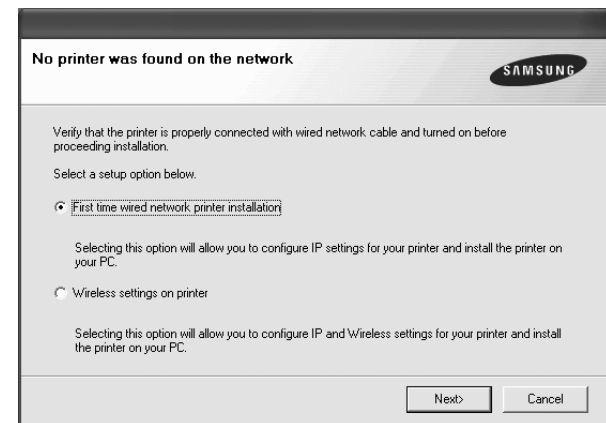 No printer was found on the network
SAMSUNG
Verify that the printer is properly connected with wired network cable and turned on before
proceeding installation.
Select a setup option below.
First time wired network printer installation
Selecting this option will allow you to configure IP settings for your printer and install the printer on
your PC.
Wireless settings on printer
Selecting this option will allow you to configure IP and Wireless settings for your printer and install
the printer on your PC.
Next>
Cancel